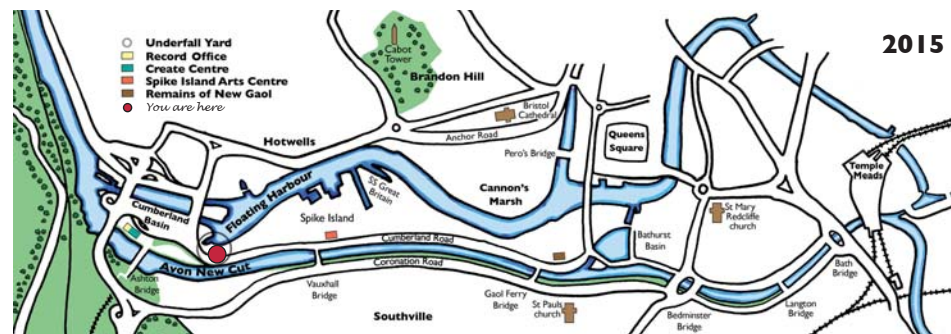 2015
Underfall Yard
Record Office
Create Centre
Spike Island Arts Centre
Remains of New Gaol
You are here
Cabot
Tower
Brandon Hill
Bristol
Cathedral
Anchor Road
Hotwells
Queens
Square
Pero's Bridge
Temple
Meads
Floating Harbour
SS Great
Britain
Cannon's
Marsh
Cumberland
Basin
Spike Island
St Mary
Redcliffe
church
Cumberland Road
Bathurst
Basin
Avon New Cut
Coronation Road
Ashton
Bridge
Vauxhall
Bridge
Gaol Ferry
Bridge
St Pauls
church
Bath
Bridge
Langton
Bridge
Bedminster
Bridge
Southville